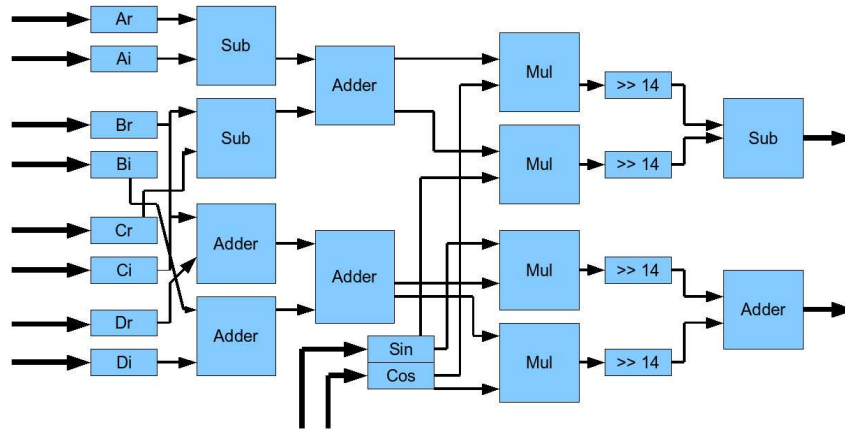 Ar
Ai
Sub
Adder
Mul
>> 14
Br
Bi
Sub
Mul
>> 14
Sub
Cr
Ci
Adder
Adder
Mul
>> 14
Dr
Di
Adder
Sin
Cos
Mul
>> 14
Adder